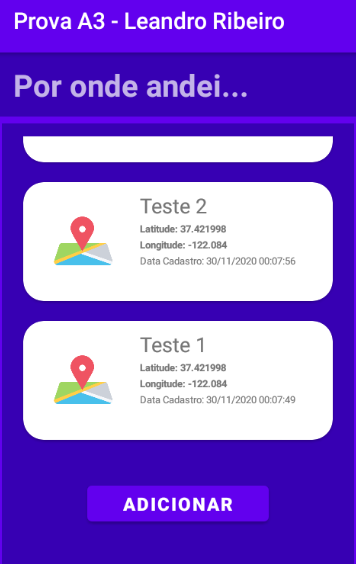 Prova A3 - Leandro Ribeiro
Por onde andei...
Teste 2
Latitude: 37.421998
Longitude: -122.084
Data Cadastro: 30/11/2020 00:07:56
Teste 1
Latitude: 37.421998
Longitude: -122.084
Data Cadastro: 30/11/2020 00:07:49
ADICIONAR